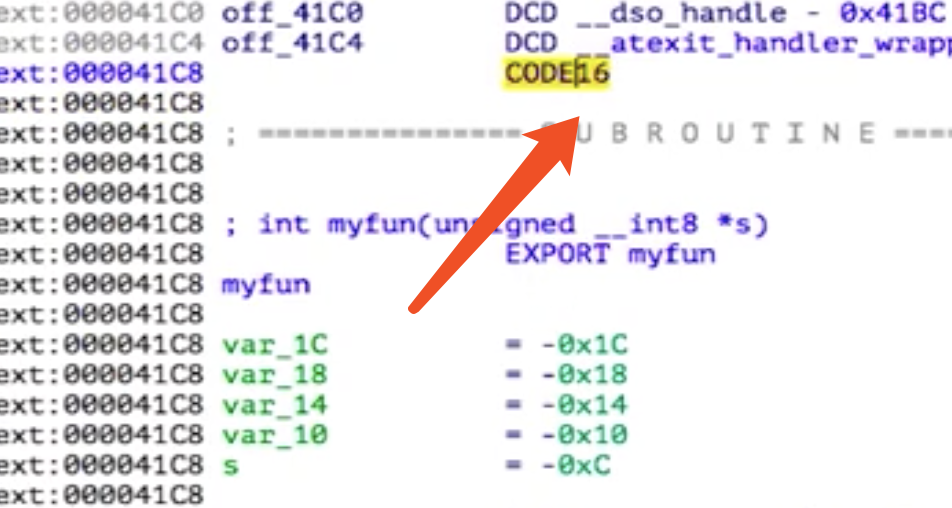 ext:000041C0 off_41C0 DCD __dso_handle - 0x41BC
ext:000041C4 off_41C4 DCD __atexit_handler_wrapp
ext:000041C8 CODE16
ext:000041C8
ext:000041C8 ; =============== S U B R O U T I N E ====
ext:000041C8
ext:000041C8
ext:000041C8 ; int myfun(unsigned __int8 *s)
ext:000041C8 EXPORT myfun
ext:000041C8 myfun
ext:000041C8
ext:000041C8 var_1C = -0x1C
ext:000041C8 var_18 = -0x18
ext:000041C8 var_14 = -0x14
ext:000041C8 var_10 = -0x10
ext:000041C8 s = -0xC
ext:000041C8